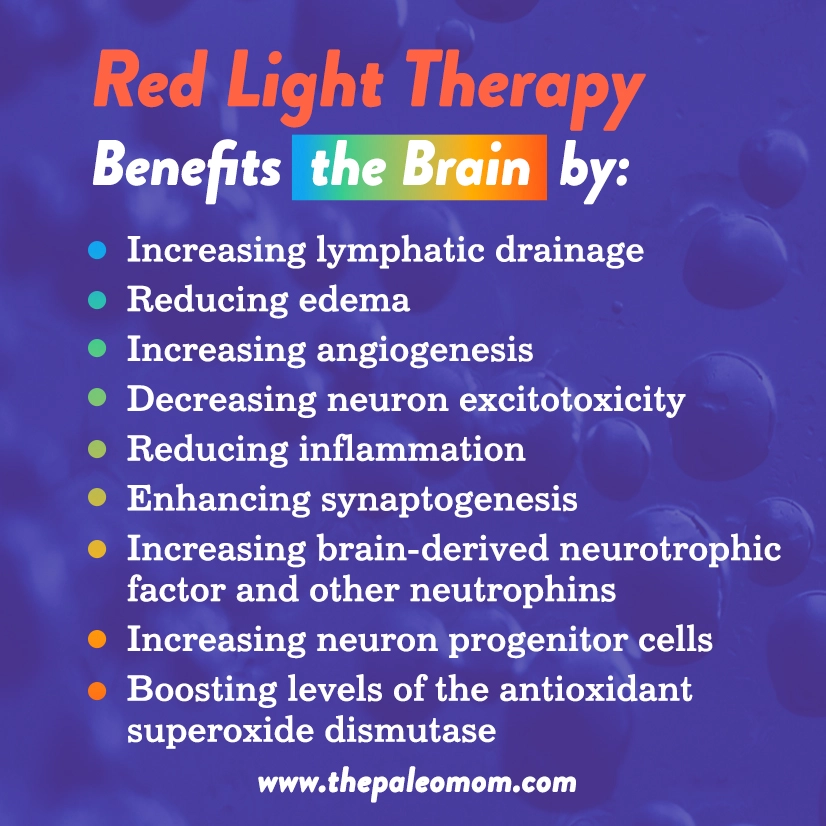 Red Light Therapy
Benefits the Brain by:
Increasing lymphatic drainage
Reducing edema
Increasing angiogenesis
Decreasing neuron excitotoxicity
Reducing inflammation
Enhancing synaptogenesis
Increasing brain-derived neurotrophic
factor and other neutrophins
Increasing neuron progenitor cells
Boosting levels of the antioxidant
superoxide dismutase
www.thepaleomom.com